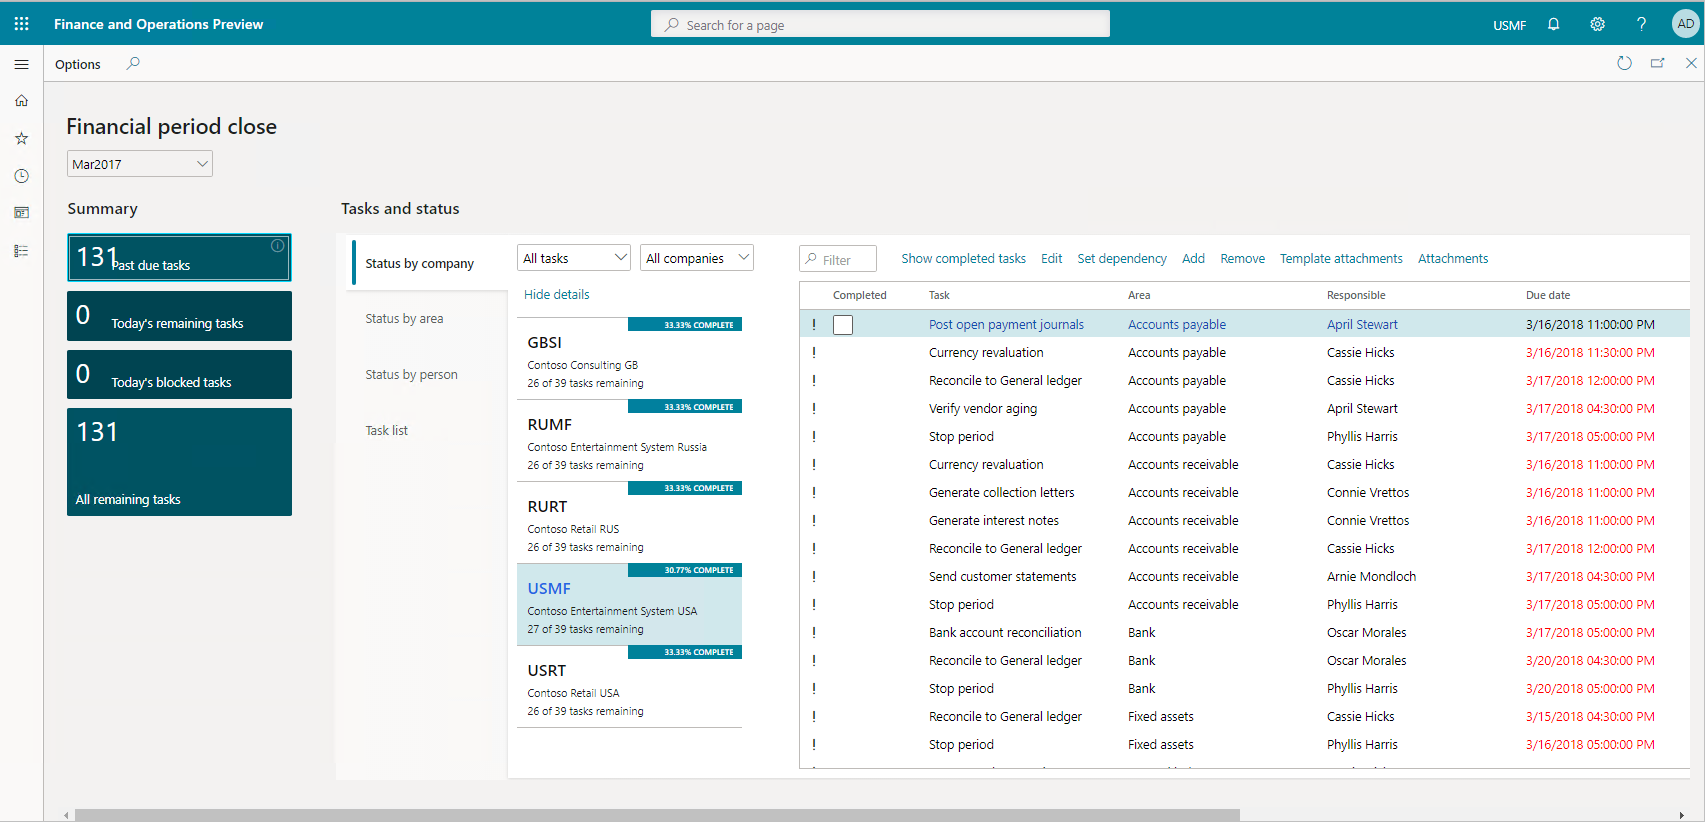 Finance and Operations Preview
Search for a page
USMF
?
AD
Options
Financial period close
Mar2017
Summary
131 Past due tasks
0 Today's remaining tasks
0 Today's blocked tasks
131
All remaining tasks
Tasks and status
Status by company
Status by area
Status by person
Task list
All tasks
All companies
Hide details
33.33% COMPLETE
GBSI
Contoso Consulting GB
26 of 39 tasks remaining
33.33% COMPLETE
RUMF
Contoso Entertainment System Russia
26 of 39 tasks remaining
33.33% COMPLETE
RURT
Contoso Retail RUS
26 of 39 tasks remaining
30.77% COMPLETE
USMF
Contoso Entertainment System USA
27 of 39 tasks remaining
33.33% COMPLETE
USRT
Contoso Retail USA
26 of 39 tasks remaining
Filter Show completed tasks Edit Set dependency Add Remove Template attachments Attachments
Completed Task Area Responsible Due date
! Post open payment journals Accounts payable April Stewart 3/16/2018 11:00:00 PM
! Currency revaluation Accounts payable Cassie Hicks 3/16/2018 11:30:00 PM
! Reconcile to General ledger Accounts payable Cassie Hicks 3/17/2018 12:00:00 PM
! Verify vendor aging Accounts payable April Stewart 3/17/2018 04:30:00 PM
! Stop period Accounts payable Phyllis Harris 3/17/2018 05:00:00 PM
! Currency revaluation Accounts receivable Cassie Hicks 3/16/2018 11:00:00 PM
! Generate collection letters Accounts receivable Connie Vrettos 3/16/2018 11:00:00 PM
! Generate interest notes Accounts receivable Connie Vrettos 3/16/2018 11:00:00 PM
! Reconcile to General ledger Accounts receivable Cassie Hicks 3/17/2018 12:00:00 PM
! Send customer statements Accounts receivable Arnie Mondloch 3/17/2018 04:30:00 PM
! Stop period Accounts receivable Phyllis Harris 3/17/2018 05:00:00 PM
! Bank account reconciliation Bank Oscar Morales 3/17/2018 05:00:00 PM
! Reconcile to General ledger Bank Oscar Morales 3/20/2018 04:30:00 PM
! Stop period Bank Phyllis Harris 3/20/2018 05:00:00 PM
! Reconcile to General ledger Fixed assets Cassie Hicks 3/15/2018 04:30:00 PM
! Stop period Fixed assets Phyllis Harris 3/16/2018 05:00:00 PM